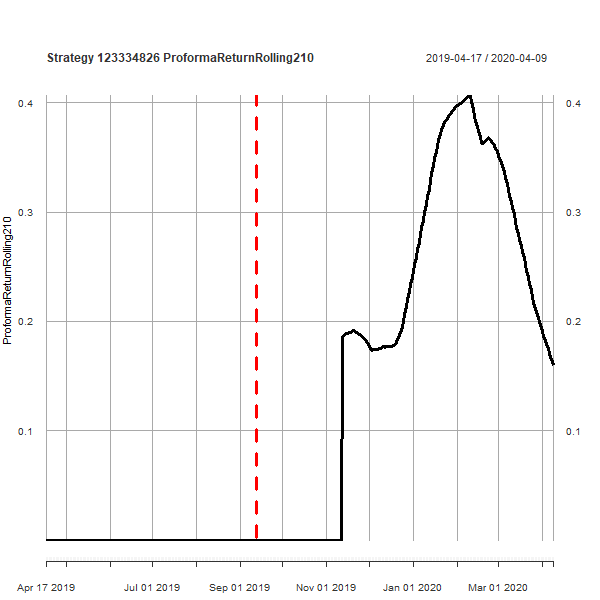 Strategy 123334826 ProformaReturnRolling210
2019-04-17 / 2020-04-09
ProformaReturnRolling210
0.4
0.3
0.2
0.1
0.4
0.3
0.2
0.1
Apr 17 2019
Jul 01 2019
Sep 01 2019
Nov 01 2019
Jan 01 2020
Mar 01 2020